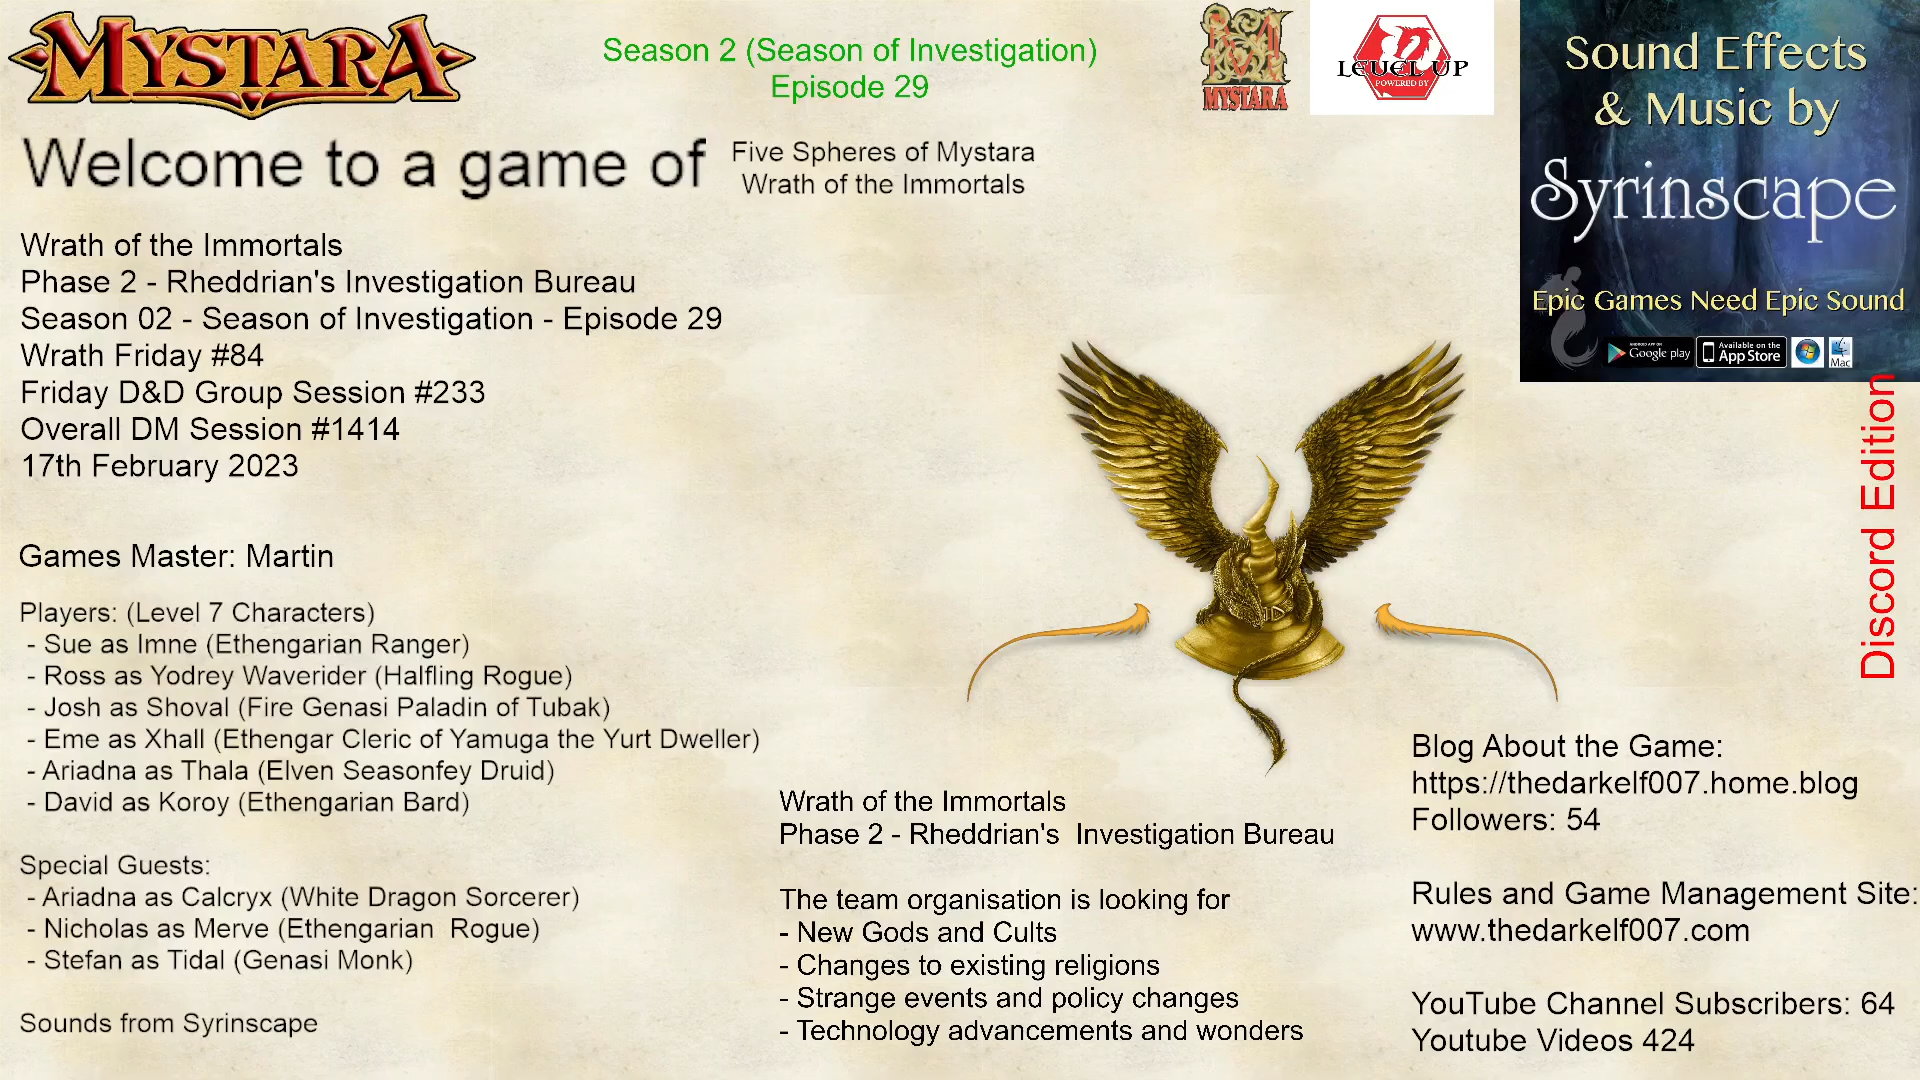 MYSTARA
Season 2 (Season of Investigation)
Episode 29
MYSTARA
LEVEL UP
POWERED BY
Sound Effects
& Music by
Syrinscape
Epic Games Need Epic Sound
ANDROID APP ON
Google play
Available on the
App Store
Mac
Welcome to a game of
Five Spheres of Mystara
Wrath of the Immortals
Wrath of the Immortals
Phase 2 - Rheddrian's Investigation Bureau
Season 02 - Season of Investigation - Episode 29
Wrath Friday #84
Friday D&D Group Session #233
Overall DM Session #1414
17th February 2023
Discord Edition
Games Master: Martin
Players: (Level 7 Characters)
- Sue as Imne (Ethengarian Ranger)
- Ross as Yodrey Waverider (Halfling Rogue)
- Josh as Shoval (Fire Genasi Paladin of Tubak)
- Eme as Xhall (Ethengar Cleric of Yamuga the Yurt Dweller)
- Ariadna as Thala (Elven Seasonfey Druid)
- David as Koroy (Ethengarian Bard)
Special Guests:
- Ariadna as Calcryx (White Dragon Sorcerer)
- Nicholas as Merve (Ethengarian  Rogue)
- Stefan as Tidal (Genasi Monk)
Sounds from Syrinscape
Wrath of the Immortals
Phase 2 - Rheddrian's  Investigation Bureau
The team organisation is looking for
- New Gods and Cults
- Changes to existing religions
- Strange events and policy changes
- Technology advancements and wonders
Blog About the Game:
https://thedarkelf007.home.blog
Followers: 54
Rules and Game Management Site:
www.thedarkelf007.com
YouTube Channel Subscribers: 64
Youtube Videos 424